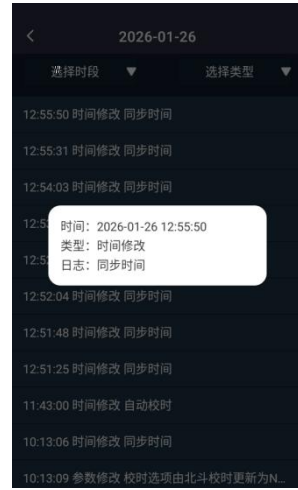 2026-01-26
选择时段 ▼ 选择类型 ▼
12:55:50 时间修改 同步时间
12:55:31 时间修改 同步时间
12:54:03 时间修改 同步时间
12:5
时间：2026-01-26 12:55:50
类型：时间修改
12:5
日志：同步时间
12:52:04 时间修改 同步时间
12:51:48 时间修改 同步时间
12:51:25 时间修改 同步时间
11:43:00 时间修改 自动校时
10:13:06 时间修改 同步时间
10:13:09 参数修改 校时选项由北斗校时更新为N...